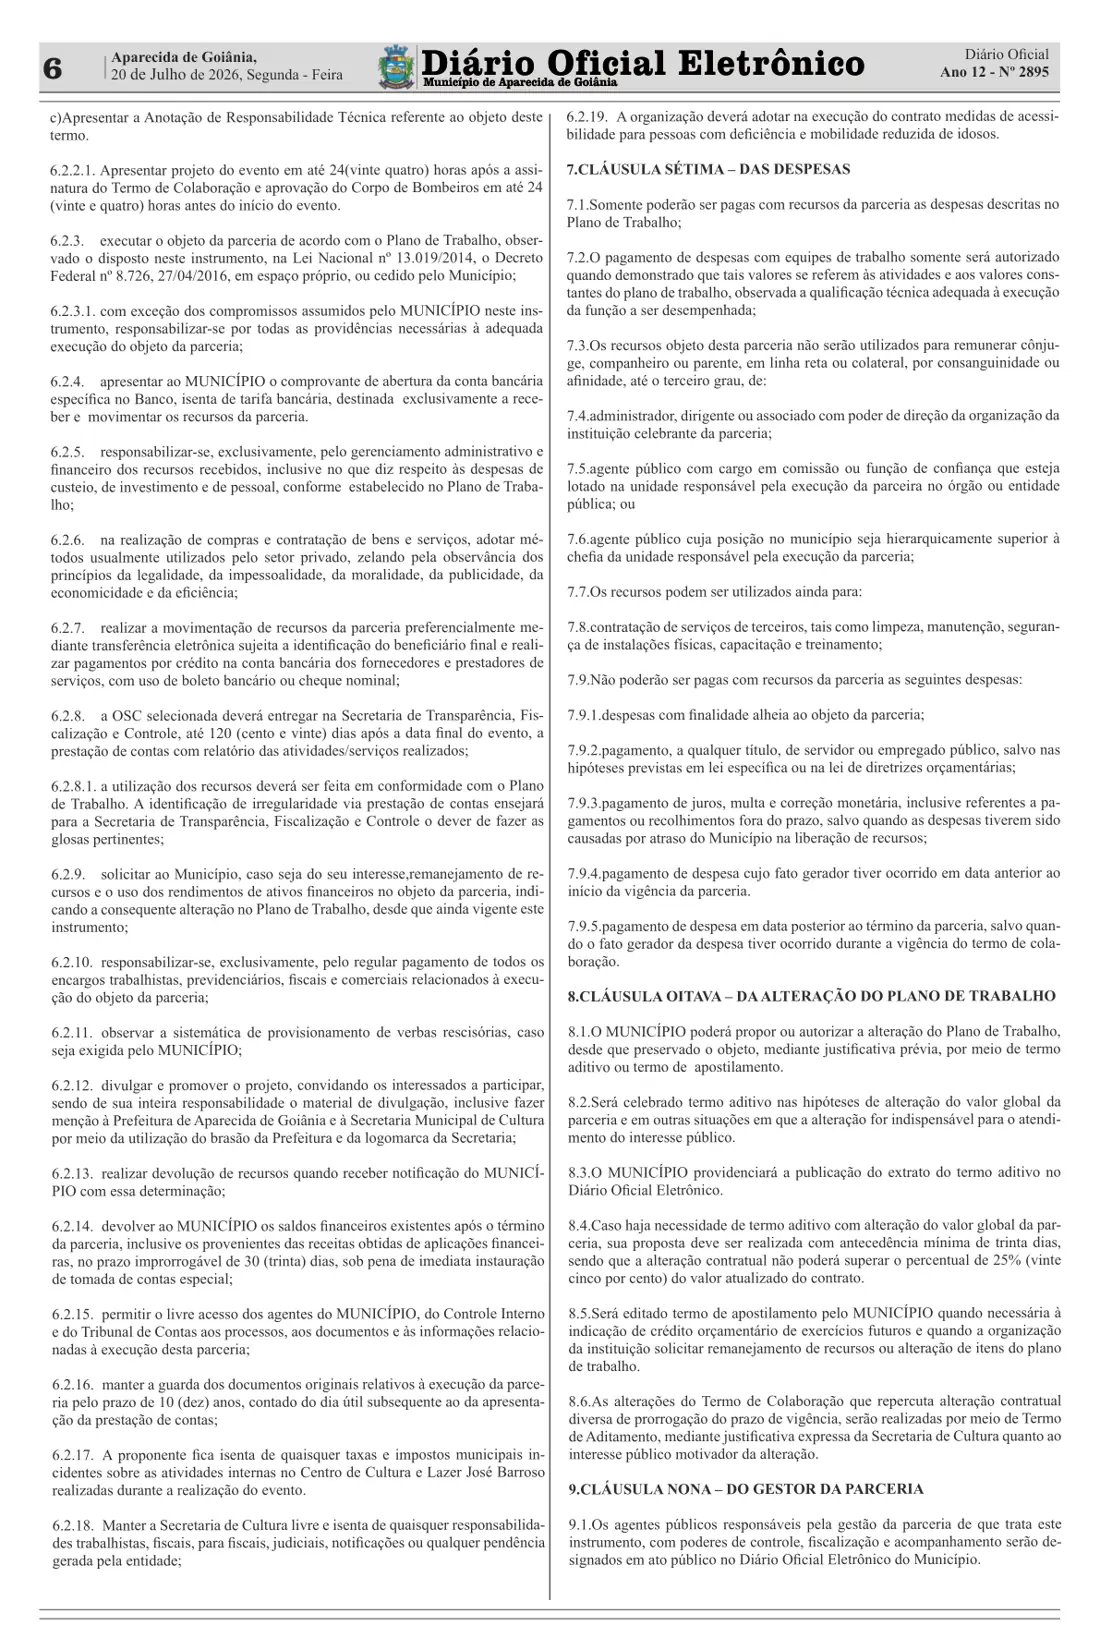 6
Aparecida de Goiânia,
20 de Julho de 2026, Segunda - Feira
Diário Oficial Eletrônico
Município de Aparecida de Goiânia
Diário Oficial
Ano 12 - Nº 2895
c)Apresentar a Anotação de Responsabilidade Técnica referente ao objeto deste
termo.
6.2.2.1. Apresentar projeto do evento em até 24(vinte quatro) horas após a assi-
natura do Termo de Colaboração e aprovação do Corpo de Bombeiros em até 24
(vinte e quatro) horas antes do início do evento.
6.2.3. executar o objeto da parceria de acordo com o Plano de Trabalho, obser-
vado o disposto neste instrumento, na Lei Nacional nº 13.019/2014, o Decreto
Federal nº 8.726, 27/04/2016, em espaço próprio, ou cedido pelo Município;
6.2.3.1. com exceção dos compromissos assumidos pelo MUNICÍPIO neste ins-
trumento, responsabilizar-se por todas as providências necessárias à adequada
execução do objeto da parceria;
6.2.4. apresentar ao MUNICÍPIO o comprovante de abertura da conta bancária
específica no Banco, isenta de tarifa bancária, destinada exclusivamente a rece-
ber e movimentar os recursos da parceria.
6.2.5. responsabilizar-se, exclusivamente, pelo gerenciamento administrativo e
financeiro dos recursos recebidos, inclusive no que diz respeito às despesas de
custeio, de investimento e de pessoal, conforme estabelecido no Plano de Traba-
lho;
6.2.6. na realização de compras e contratação de bens e serviços, adotar mé-
todos usualmente utilizados pelo setor privado, zelando pela observância dos
princípios da legalidade, da impessoalidade, da moralidade, da publicidade, da
economicidade e da eficiência;
6.2.7. realizar a movimentação de recursos da parceria preferencialmente me-
diante transferência eletrônica sujeita a identificação do beneficiário final e reali-
zar pagamentos por crédito na conta bancária dos fornecedores e prestadores de
serviços, com uso de boleto bancário ou cheque nominal;
6.2.8. a OSC selecionada deverá entregar na Secretaria de Transparência, Fis-
calização e Controle, até 120 (cento e vinte) dias após a data final do evento, a
prestação de contas com relatório das atividades/serviços realizados;
6.2.8.1. a utilização dos recursos deverá ser feita em conformidade com o Plano
de Trabalho. A identificação de irregularidade via prestação de contas ensejará
para a Secretaria de Transparência, Fiscalização e Controle o dever de fazer as
glosas pertinentes;
6.2.9. solicitar ao Município, caso seja do seu interesse,remanejamento de re-
cursos e o uso dos rendimentos de ativos financeiros no objeto da parceria, indi-
cando a consequente alteração no Plano de Trabalho, desde que ainda vigente este
instrumento;
6.2.10. responsabilizar-se, exclusivamente, pelo regular pagamento de todos os
encargos trabalhistas, previdenciários, fiscais e comerciais relacionados à execu-
ção do objeto da parceria;
6.2.11. observar a sistemática de provisionamento de verbas rescisórias, caso
seja exigida pelo MUNICÍPIO;
6.2.12. divulgar e promover o projeto, convidando os interessados a participar,
sendo de sua inteira responsabilidade o material de divulgação, inclusive fazer
menção à Prefeitura de Aparecida de Goiânia e à Secretaria Municipal de Cultura
por meio da utilização do brasão da Prefeitura e da logomarca da Secretaria;
6.2.13. realizar devolução de recursos quando receber notificação do MUNICÍ-
PIO com essa determinação;
6.2.14. devolver ao MUNICÍPIO os saldos financeiros existentes após o término
da parceria, inclusive os provenientes das receitas obtidas de aplicações financei-
ras, no prazo improrrogável de 30 (trinta) dias, sob pena de imediata instauração
de tomada de contas especial;
6.2.15. permitir o livre acesso dos agentes do MUNICÍPIO, do Controle Interno
e do Tribunal de Contas aos processos, aos documentos e às informações relacio-
nadas à execução desta parceria;
6.2.16. manter a guarda dos documentos originais relativos à execução da parce-
ria pelo prazo de 10 (dez) anos, contado do dia útil subsequente ao da apresenta-
ção da prestação de contas;
6.2.17. A proponente fica isenta de quaisquer taxas e impostos municipais in-
cidentes sobre as atividades internas no Centro de Cultura e Lazer José Barroso
realizadas durante a realização do evento.
6.2.18. Manter a Secretaria de Cultura livre e isenta de quaisquer responsabilida-
des trabalhistas, fiscais, para fiscais, judiciais, notificações ou qualquer pendência
gerada pela entidade;
6.2.19. A organização deverá adotar na execução do contrato medidas de acessi-
bilidade para pessoas com deficiência e mobilidade reduzida de idosos.
7.CLÁUSULA SÉTIMA – DAS DESPESAS
7.1.Somente poderão ser pagas com recursos da parceria as despesas descritas no
Plano de Trabalho;
7.2.O pagamento de despesas com equipes de trabalho somente será autorizado
quando demonstrado que tais valores se referem às atividades e aos valores cons-
tantes do plano de trabalho, observada a qualificação técnica adequada à execução
da função a ser desempenhada;
7.3.Os recursos objeto desta parceria não serão utilizados para remunerar cônju-
ge, companheiro ou parente, em linha reta ou colateral, por consanguinidade ou
afinidade, até o terceiro grau, de:
7.4.administrador, dirigente ou associado com poder de direção da organização da
instituição celebrante da parceria;
7.5.agente público com cargo em comissão ou função de confiança que esteja
lotado na unidade responsável pela execução da parceira no órgão ou entidade
pública; ou
7.6.agente público cuja posição no município seja hierarquicamente superior à
chefia da unidade responsável pela execução da parceria;
7.7.Os recursos podem ser utilizados ainda para:
7.8.contratação de serviços de terceiros, tais como limpeza, manutenção, seguran-
ça de instalações físicas, capacitação e treinamento;
7.9.Não poderão ser pagas com recursos da parceria as seguintes despesas:
7.9.1.despesas com finalidade alheia ao objeto da parceria;
7.9.2.pagamento, a qualquer título, de servidor ou empregado público, salvo nas
hipóteses previstas em lei específica ou na lei de diretrizes orçamentárias;
7.9.3.pagamento de juros, multa e correção monetária, inclusive referentes a pa-
gamentos ou recolhimentos fora do prazo, salvo quando as despesas tiverem sido
causadas por atraso do Município na liberação de recursos;
7.9.4.pagamento de despesa cujo fato gerador tiver ocorrido em data anterior ao
início da vigência da parceria.
7.9.5.pagamento de despesa em data posterior ao término da parceria, salvo quan-
do o fato gerador da despesa tiver ocorrido durante a vigência do termo de cola-
boração.
8.CLÁUSULA OITAVA – DA ALTERAÇÃO DO PLANO DE TRABALHO
8.1.O MUNICÍPIO poderá propor ou autorizar a alteração do Plano de Trabalho,
desde que preservado o objeto, mediante justificativa prévia, por meio de termo
aditivo ou termo de apostilamento.
8.2.Será celebrado termo aditivo nas hipóteses de alteração do valor global da
parceria e em outras situações em que a alteração for indispensável para o atendi-
mento do interesse público.
8.3.O MUNICÍPIO providenciará a publicação do extrato do termo aditivo no
Diário Oficial Eletrônico.
8.4.Caso haja necessidade de termo aditivo com alteração do valor global da par-
ceria, sua proposta deve ser realizada com antecedência mínima de trinta dias,
sendo que a alteração contratual não poderá superar o percentual de 25% (vinte
cinco por cento) do valor atualizado do contrato.
8.5.Será editado termo de apostilamento pelo MUNICÍPIO quando necessária à
indicação de crédito orçamentário de exercícios futuros e quando a organização
da instituição solicitar remanejamento de recursos ou alteração de itens do plano
de trabalho.
8.6.As alterações do Termo de Colaboração que repercuta alteração contratual
diversa de prorrogação do prazo de vigência, serão realizadas por meio de Termo
de Aditamento, mediante justificativa expressa da Secretaria de Cultura quanto ao
interesse público motivador da alteração.
9.CLÁUSULA NONA – DO GESTOR DA PARCERIA
9.1.Os agentes públicos responsáveis pela gestão da parceria de que trata este
instrumento, com poderes de controle, fiscalização e acompanhamento serão de-
signados em ato público no Diário Oficial Eletrônico do Município.